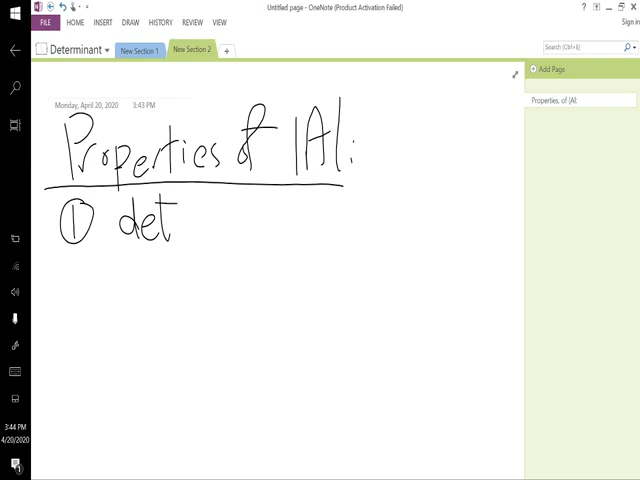 Untitled page - OneNote (Product Activation Failed)
FILE HOME INSERT DRAW HISTORY REVIEW VIEW Sign in
Determinant New Section 1 New Section 2 + Search (Ctrl+E)
Add Page
Monday, April 20, 2020 3:43 PM
Properties, of (Al:
Properties of |A|:
① det
3:44 PM
4/20/2020